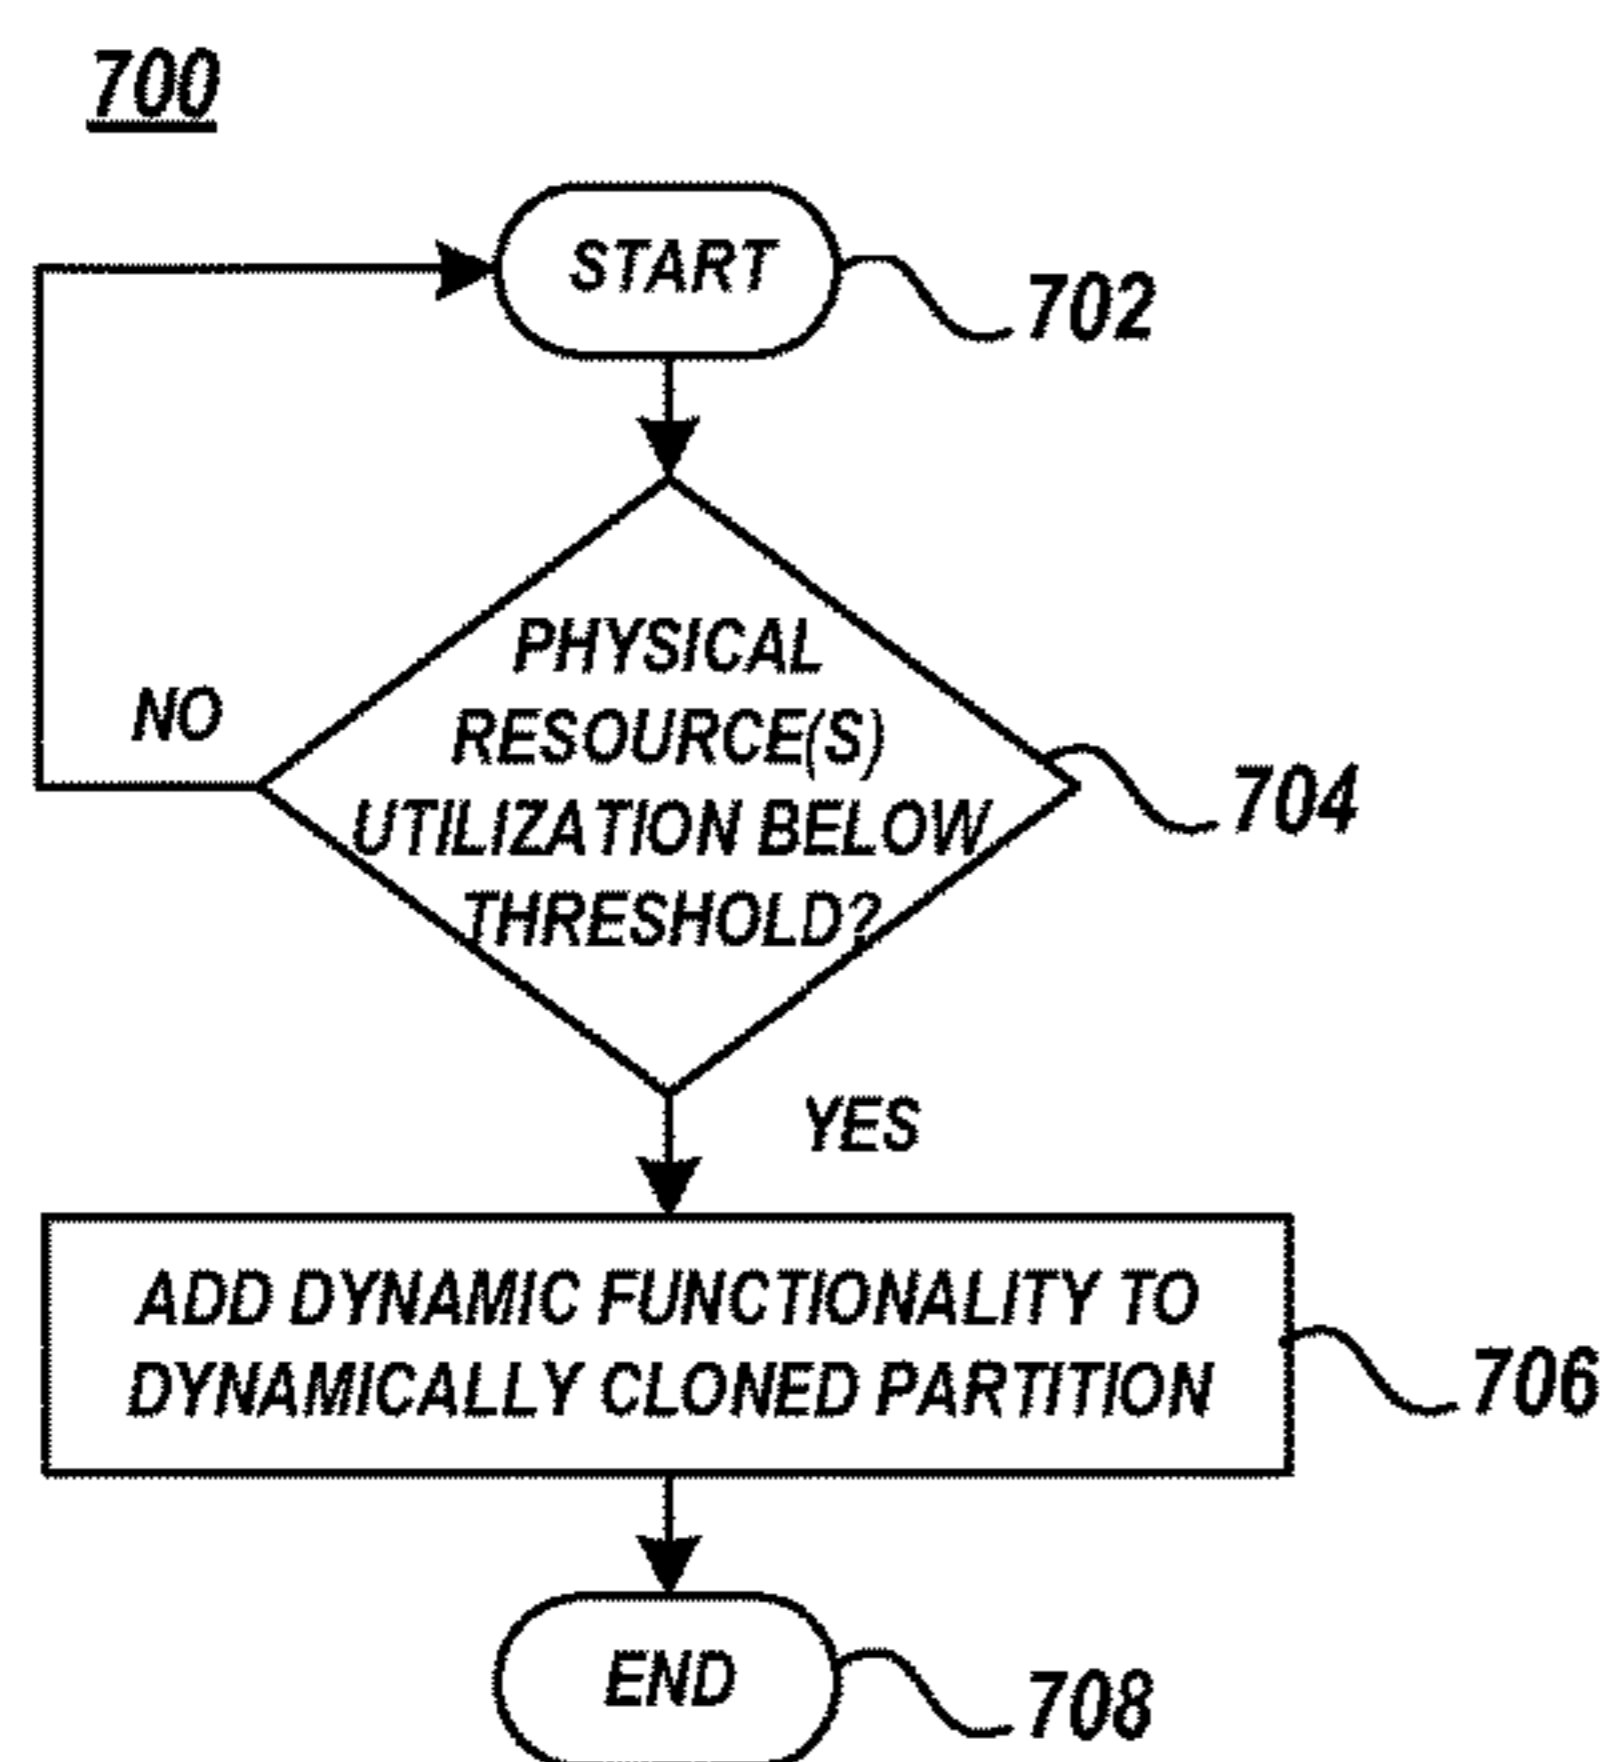 700
START
702
PHYSICAL
RESOURCE(S)
UTILIZATION BELOW
THRESHOLD?
704
NO
YES
ADD DYNAMIC FUNCTIONALITY TO
DYNAMICALLY CLONED PARTITION
706
END
708